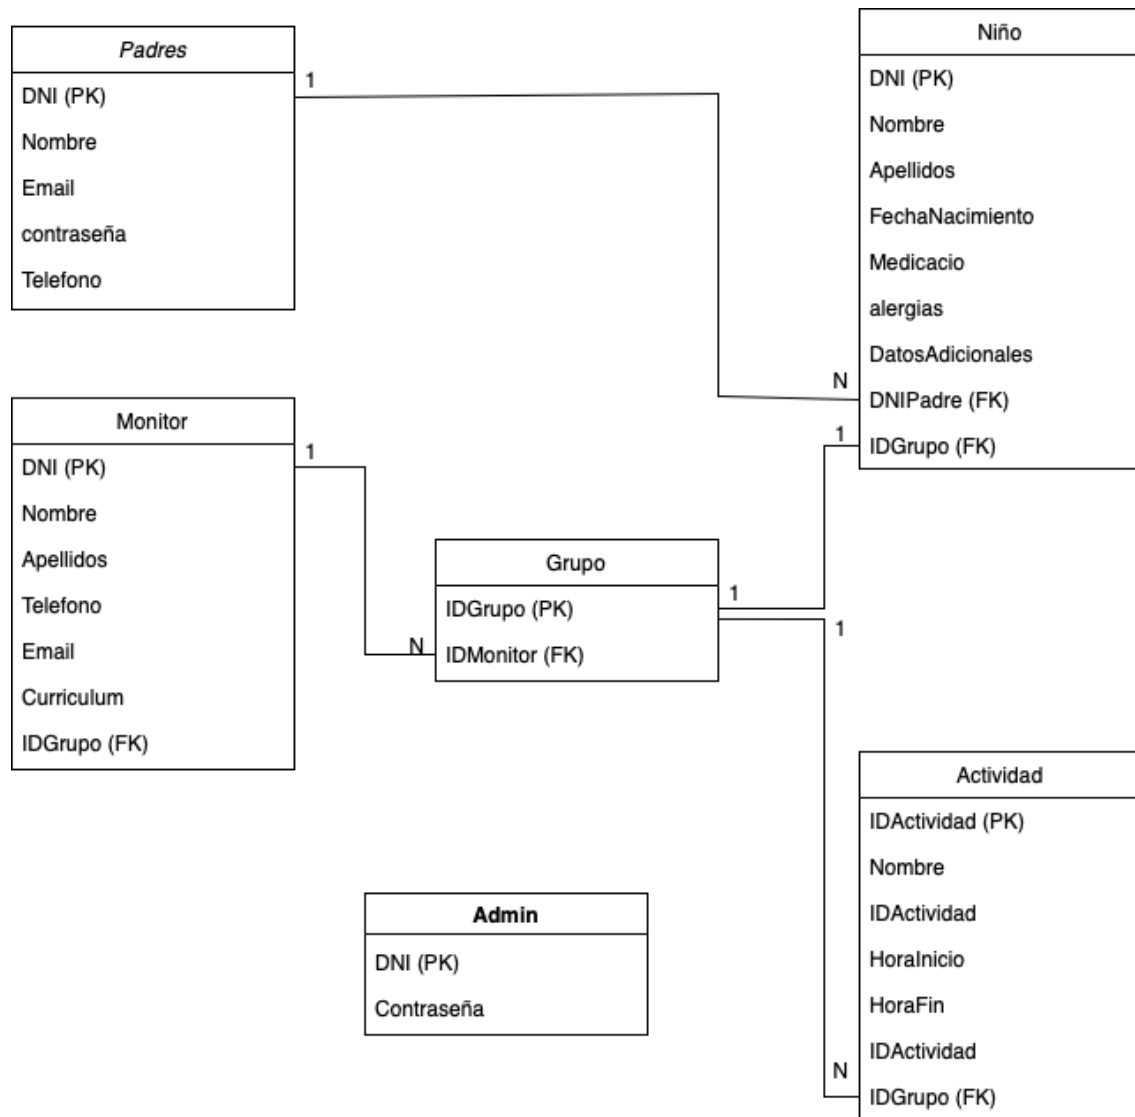 Padres
DNI (PK)
Nombre
Email
contraseña
Telefono
1
Niño
DNI (PK)
Nombre
Apellidos
FechaNacimiento
Medicacio
alergias
DatosAdicionales
DNIPadre (FK)
IDGrupo (FK)
N
1
Monitor
DNI (PK)
Nombre
Apellidos
Telefono
Email
Curriculum
IDGrupo (FK)
1
N
Grupo
IDGrupo (PK)
IDMonitor (FK)
1
1
Admin
DNI (PK)
Contraseña
Actividad
IDActividad (PK)
Nombre
IDActividad
HoraInicio
HoraFin
IDActividad
IDGrupo (FK)
N